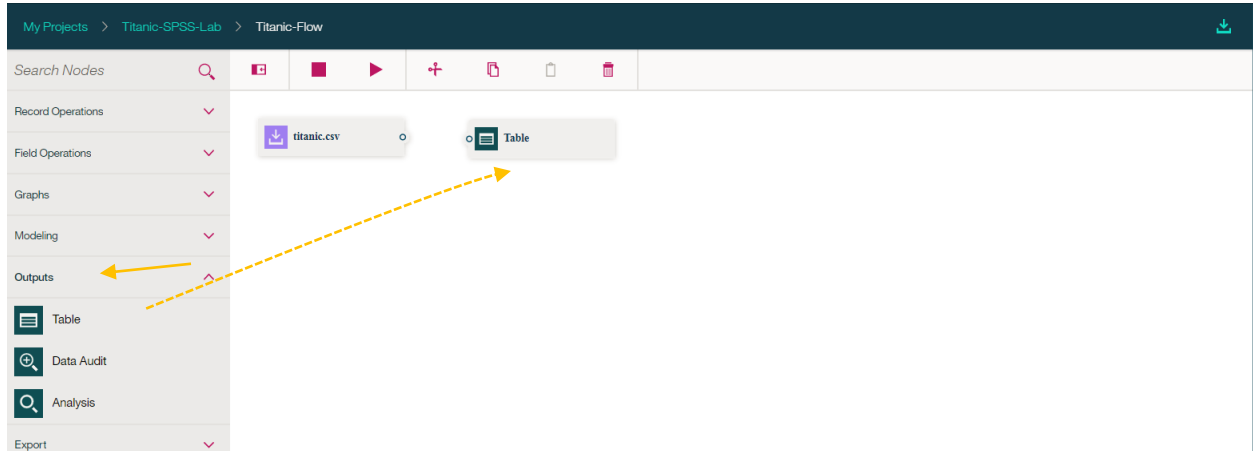 My Projects > Titanic-SPSS-Lab > Titanic-Flow
Search Nodes
Record Operations
Field Operations
Graphs
Modeling
Outputs
Table
Data Audit
Analysis
Export
titanic.csv
Table